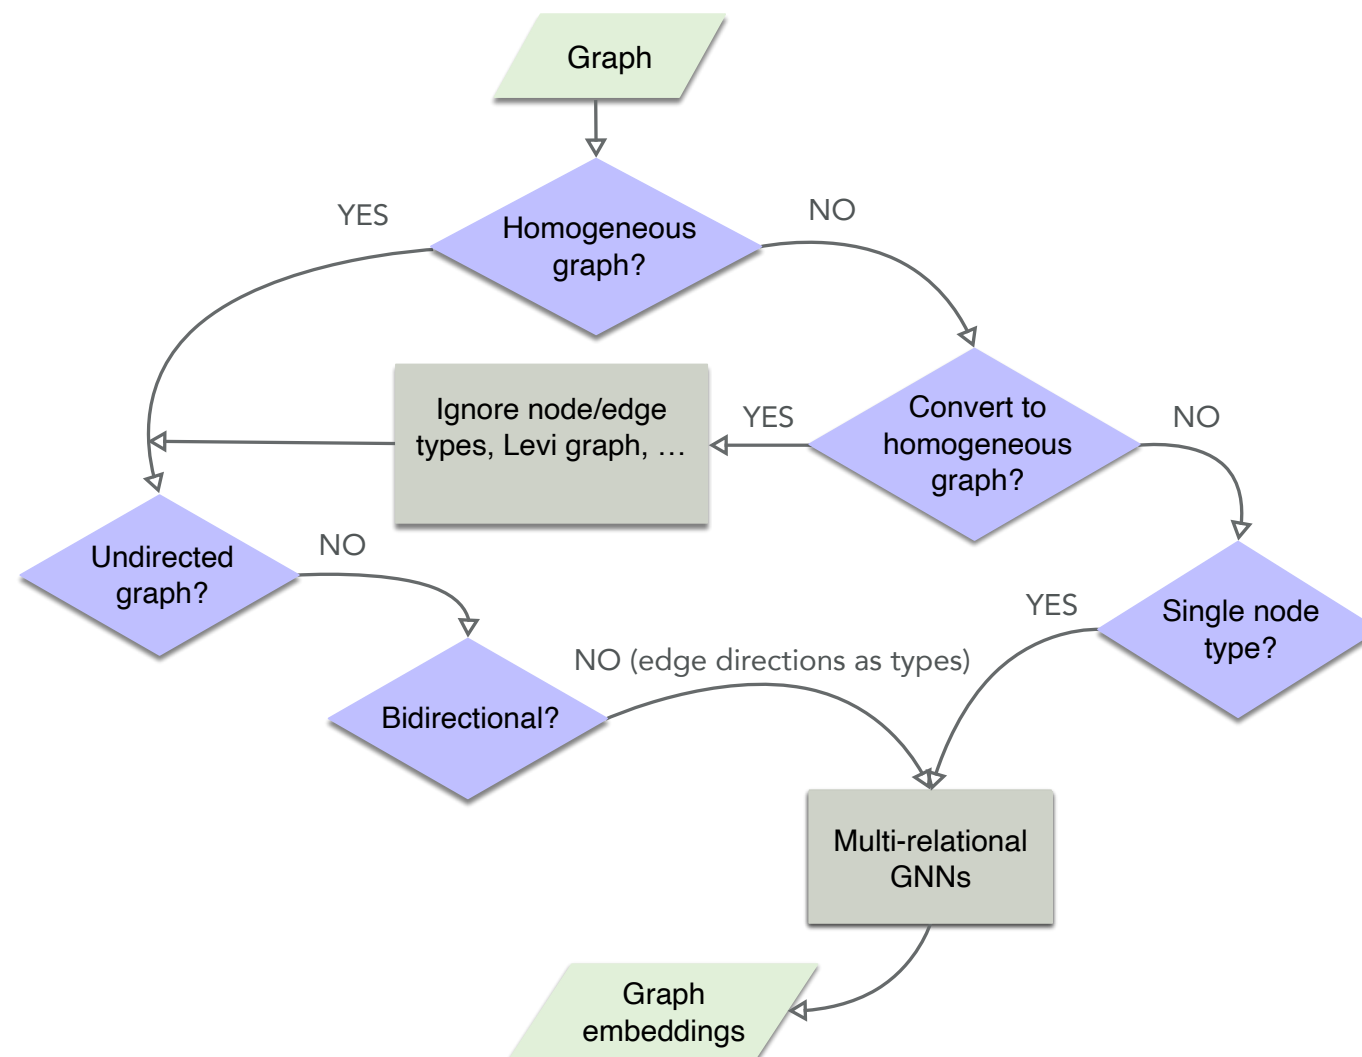 Graph
YES
NO
Homogeneous
graph?
Ignore node/edge
types, Levi graph, …
YES
Convert to
homogeneous
graph?
NO
Undirected
graph?
NO
YES
Single node
type?
NO (edge directions as types)
Bidirectional?
Multi-relational
GNNs
Graph
embeddings